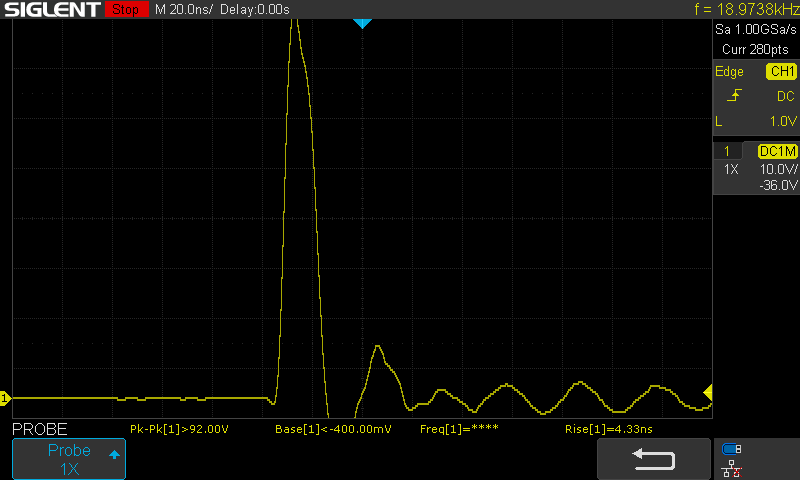 SIGLENT Stop M 20.0ns/ Delay:0.00s f = 18.9738kHz
Sa 1.00GSa/s
Curr 280pts
Edge CH1
DC
L 1.0V
1 DC1M
1X 10.0V/
-36.0V
1
PROBE Pk-Pk[1]>92.00V Base[1]<-400.00mV Freq[1]=**** Rise[1]=4.33ns
Probe
1X